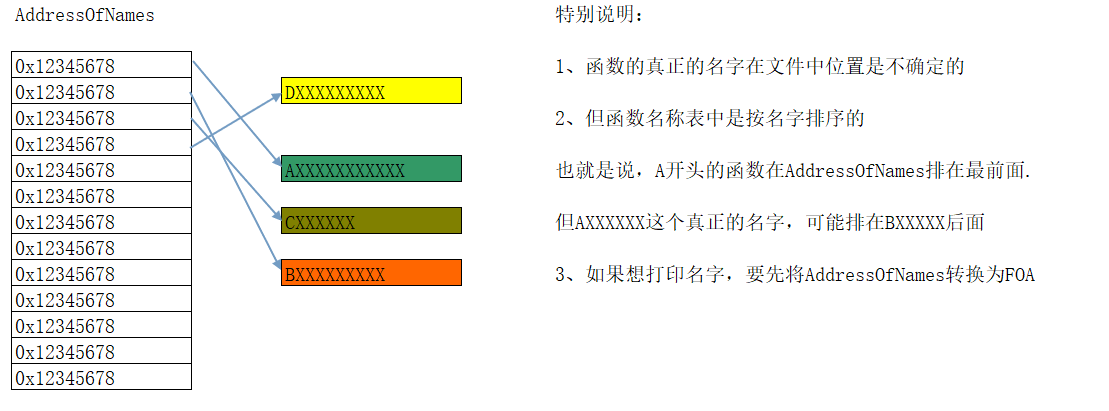 AddressOfNames
0x12345678
0x12345678
0x12345678
0x12345678
0x12345678
0x12345678
0x12345678
0x12345678
0x12345678
0x12345678
0x12345678
0x12345678
0x12345678
DXXXXXXXXX
AXXXXXXXXXXX
CXXXXXX
BXXXXXXXXX
特别说明：
1、函数的真正的名字在文件中位置是不确定的
2、但函数名称表中是按名字排序的
也就是说，A开头的函数在AddressOfNames排在最前面.
但AXXXXXX这个真正的名字，可能排在BXXXXX后面
3、如果想打印名字，要先将AddressOfNames转换为FOA